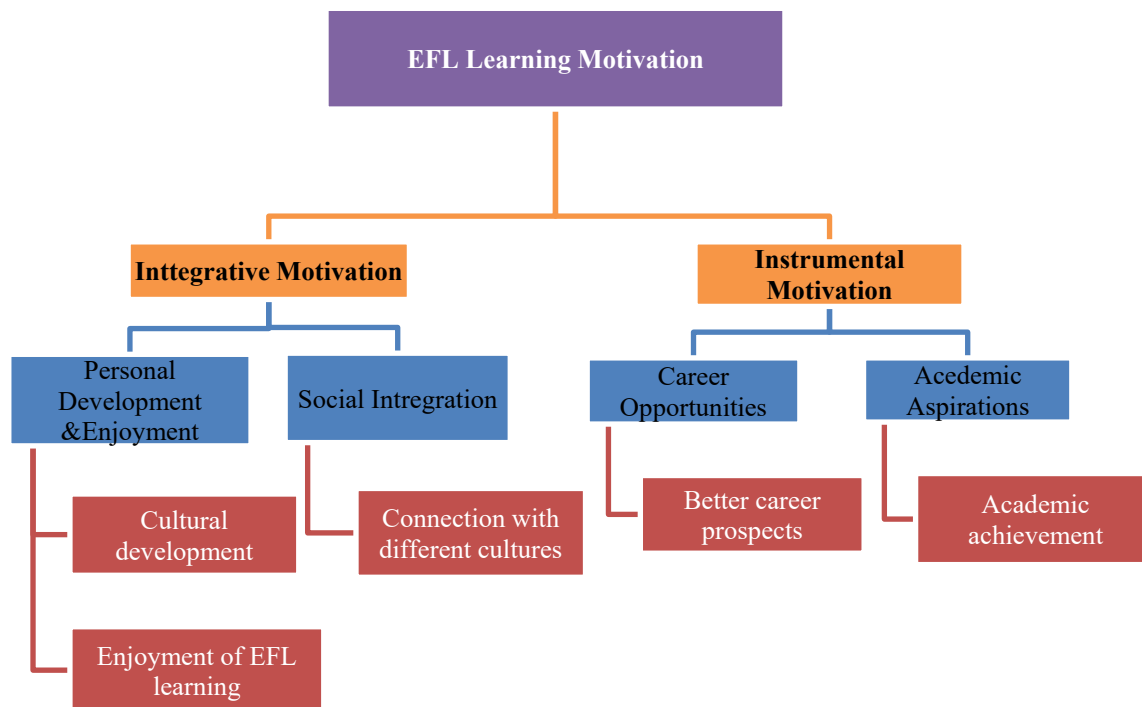 EFL Learning Motivation
Inttegrative Motivation
Instrumental
Motivation
Personal
Development
&Enjoyment
Social Intregration
Career
Opportunities
Acedemic
Aspirations
Cultural
development
Connection with
different cultures
Better career
prospects
Academic
achievement
Enjoyment of EFL
learning